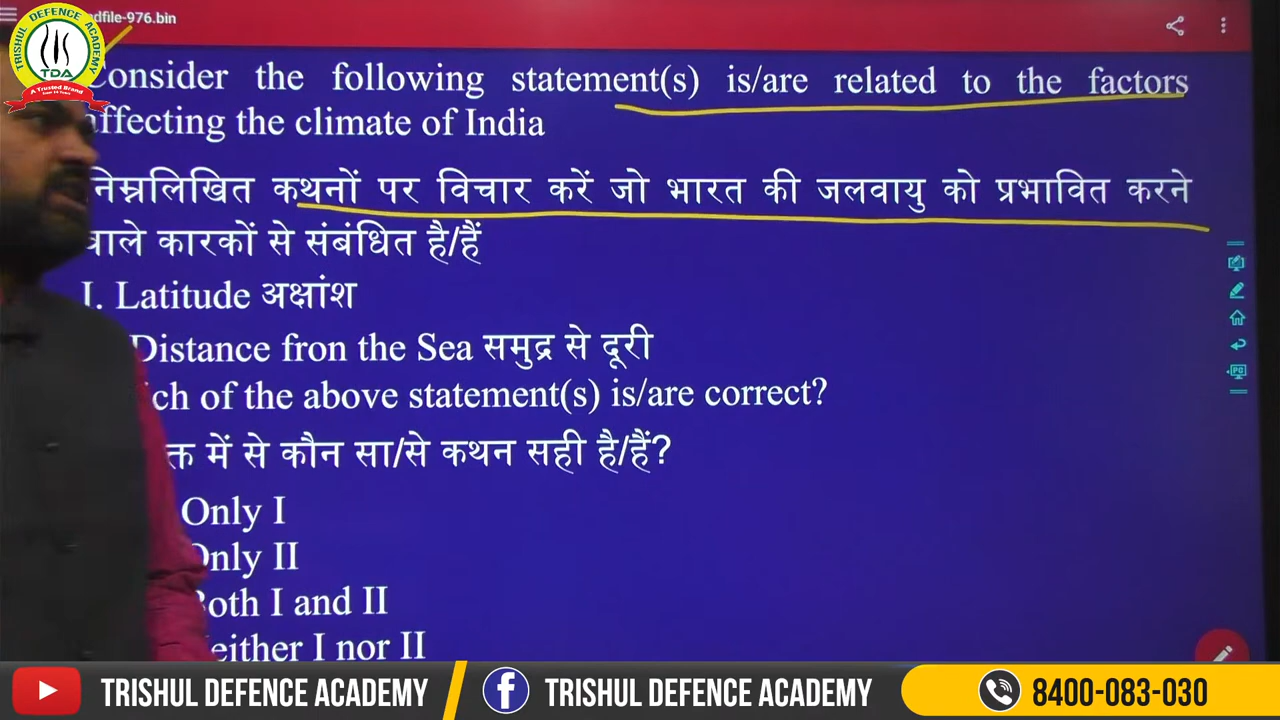 TRISHUL DEFENCE ACADEMY
TDA
A Trusted Brand
dfile-976.bin
Consider the following statement(s) is/are related to the factors
affecting the climate of India
निम्नलिखित कथनों पर विचार करें जो भारत की जलवायु को प्रभावित करने
वाले कारकों से संबंधित है/हैं
I. Latitude अक्षांश
Distance fron the Sea समुद्र से दूरी
ch of the above statement(s) is/are correct?
क्त में से कौन सा/से कथन सही है/हैं?
Only I
Only II
Both I and II
Neither I nor II
TRISHUL DEFENCE ACADEMY
TRISHUL DEFENCE ACADEMY
8400-083-030